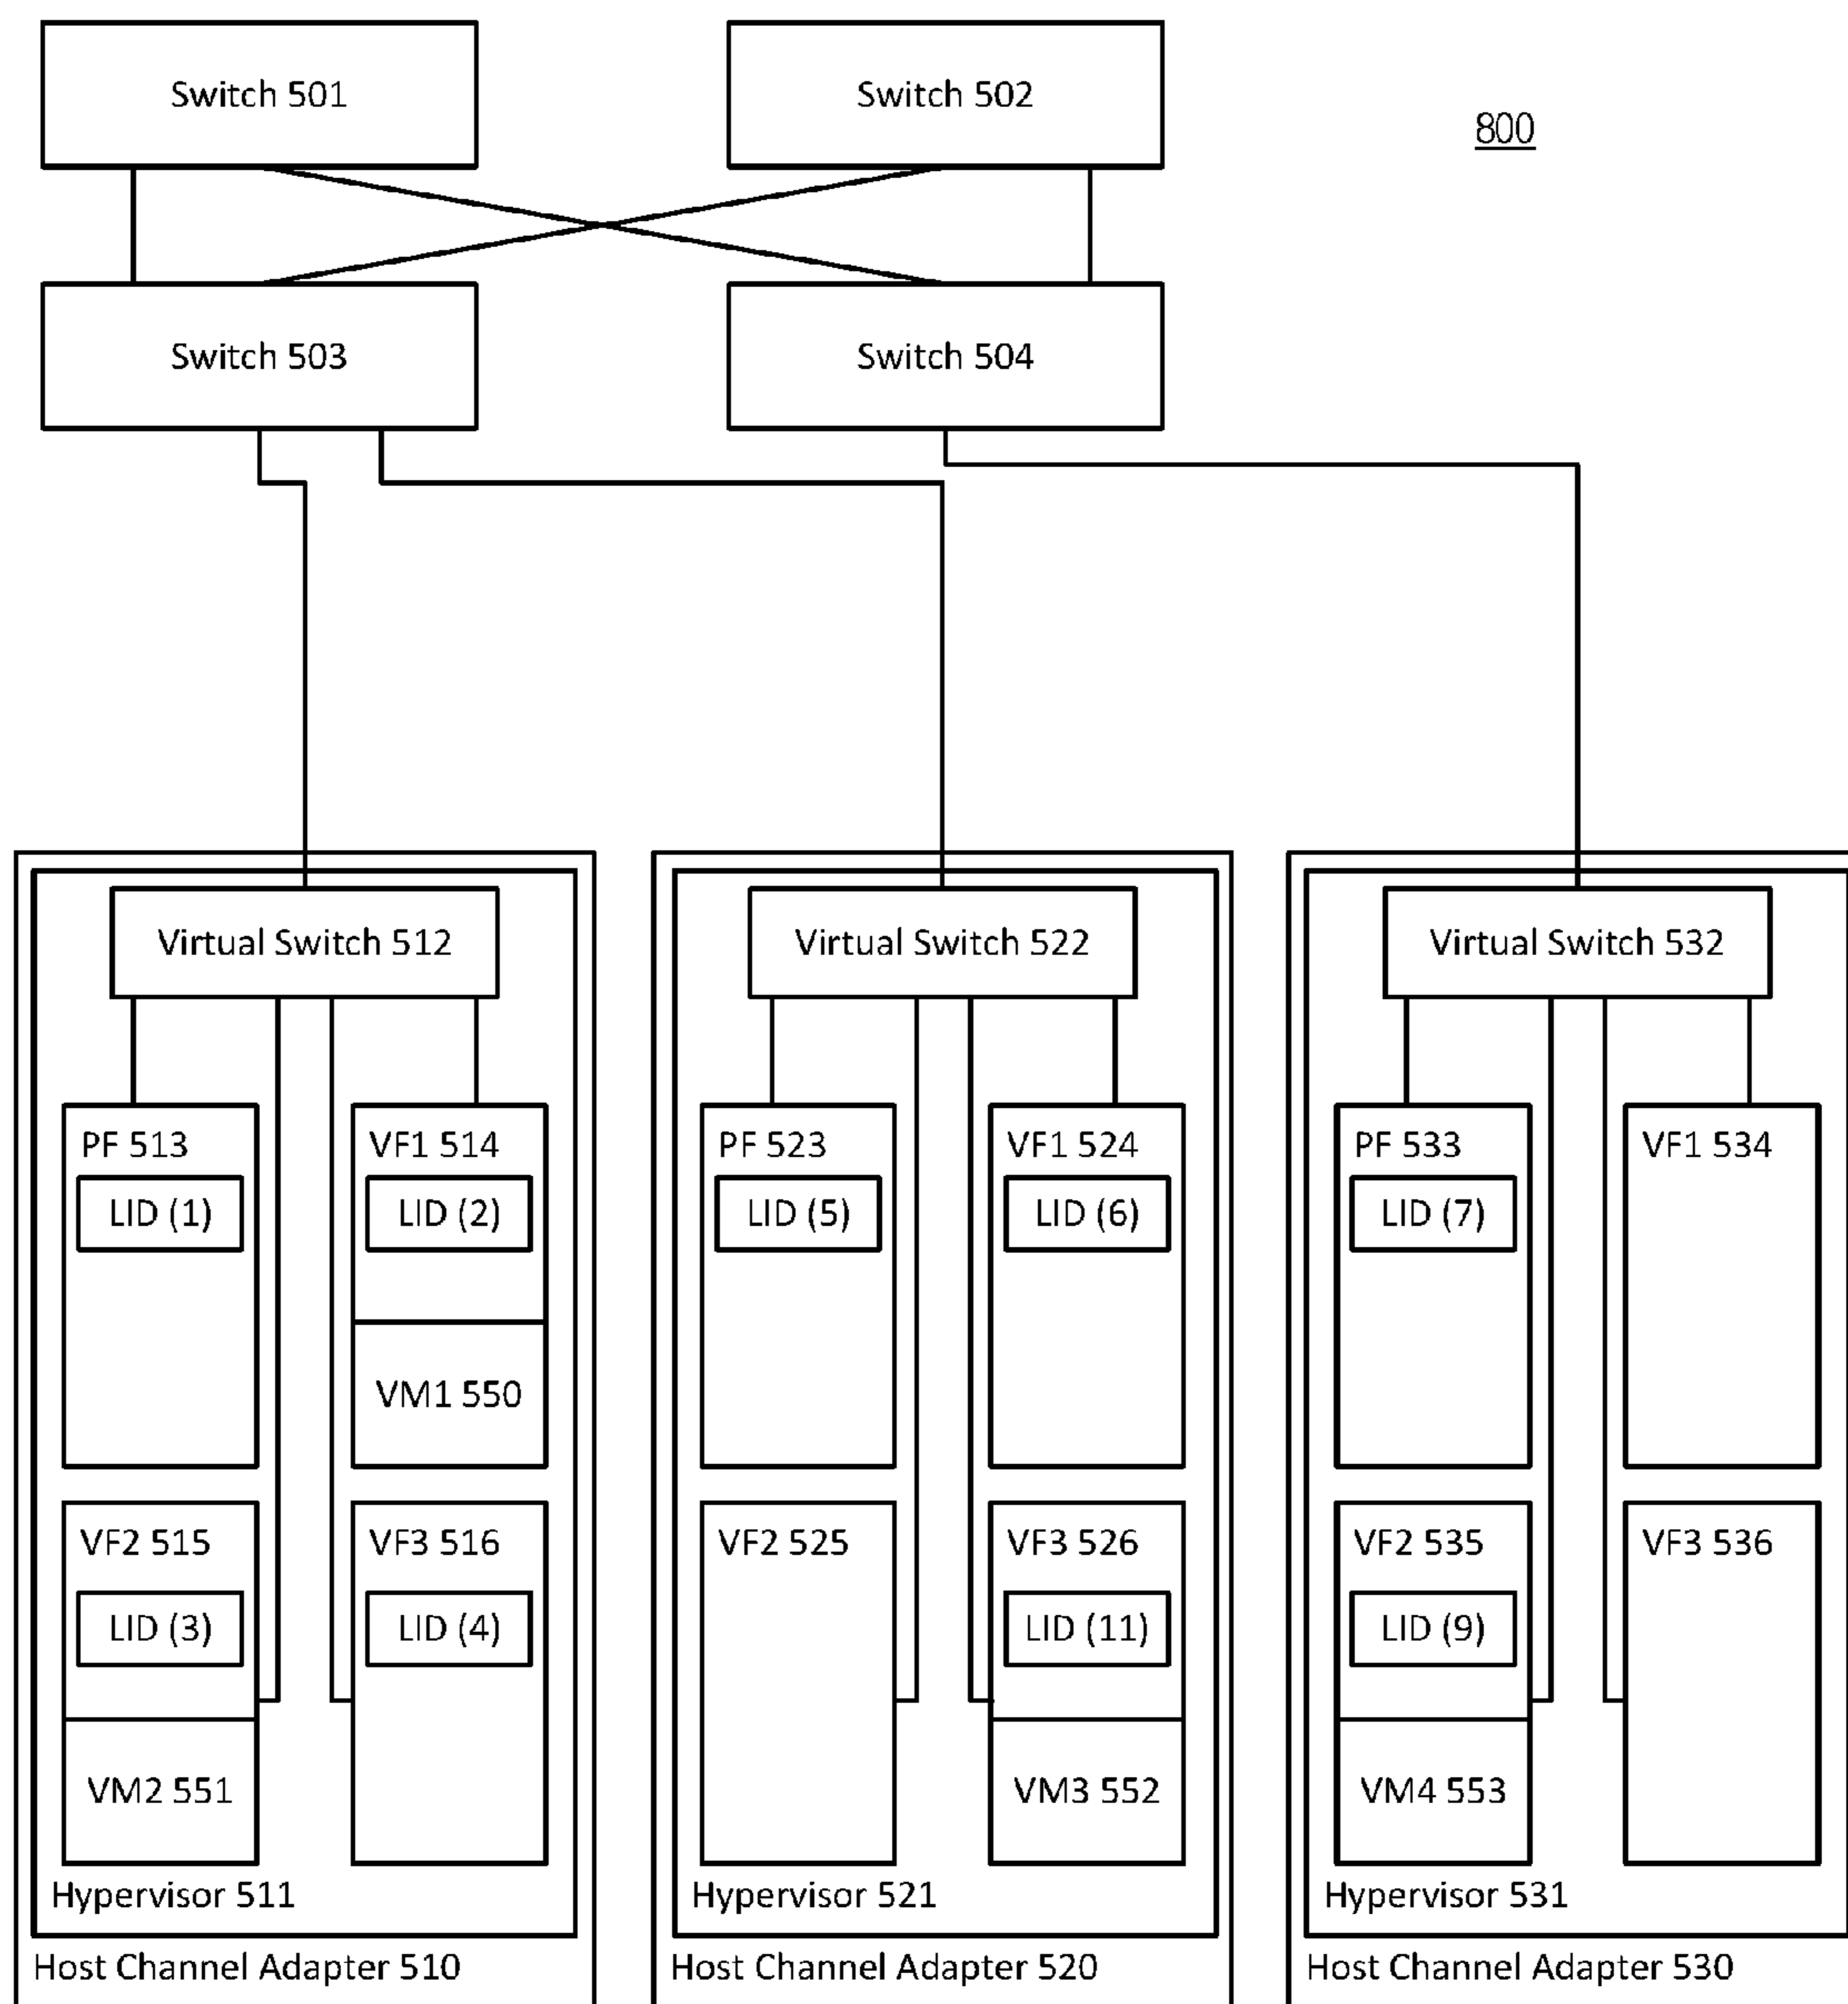 Switch 501
Switch 502
800
Switch 503
Switch 504
Virtual Switch 512
Virtual Switch 522
Virtual Switch 532
PF 513
LID (1)
VF1 514
LID (2)
VM1 550
VF2 515
LID (3)
VM2 551
VF3 516
LID (4)
Hypervisor 511
Host Channel Adapter 510
PF 523
LID (5)
VF1 524
LID (6)
VF2 525
VF3 526
LID (11)
VM3 552
Hypervisor 521
Host Channel Adapter 520
PF 533
LID (7)
VF1 534
VF2 535
LID (9)
VM4 553
VF3 536
Hypervisor 531
Host Channel Adapter 530